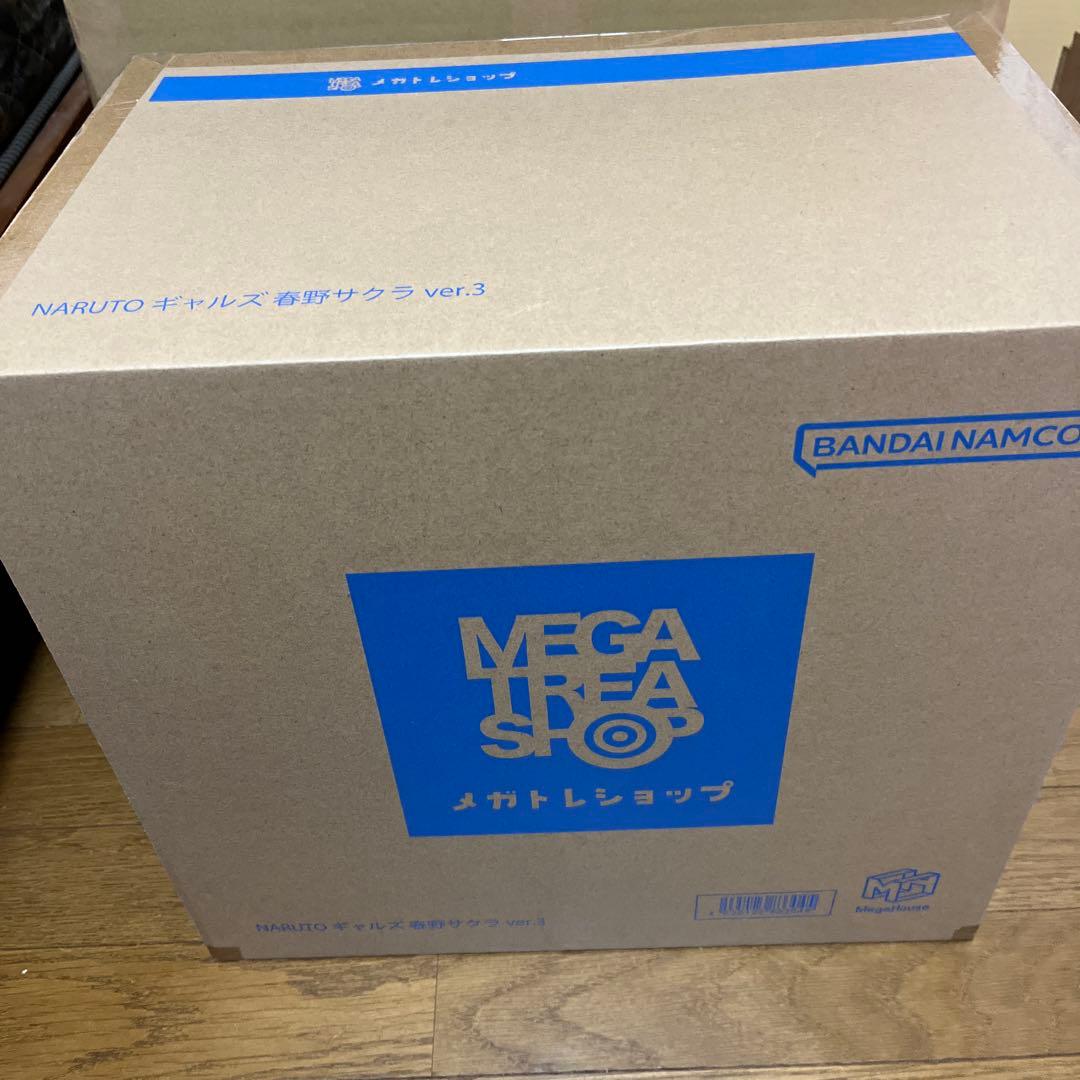 メガトレショップ
NARUTO ギャルズ 春野サクラ ver.3
BANDAI NAMCO
MEGA
TREA
SHOP
メガトレショップ
MegaHouse
NARUTO ギャルズ 春野サクラ ver.3